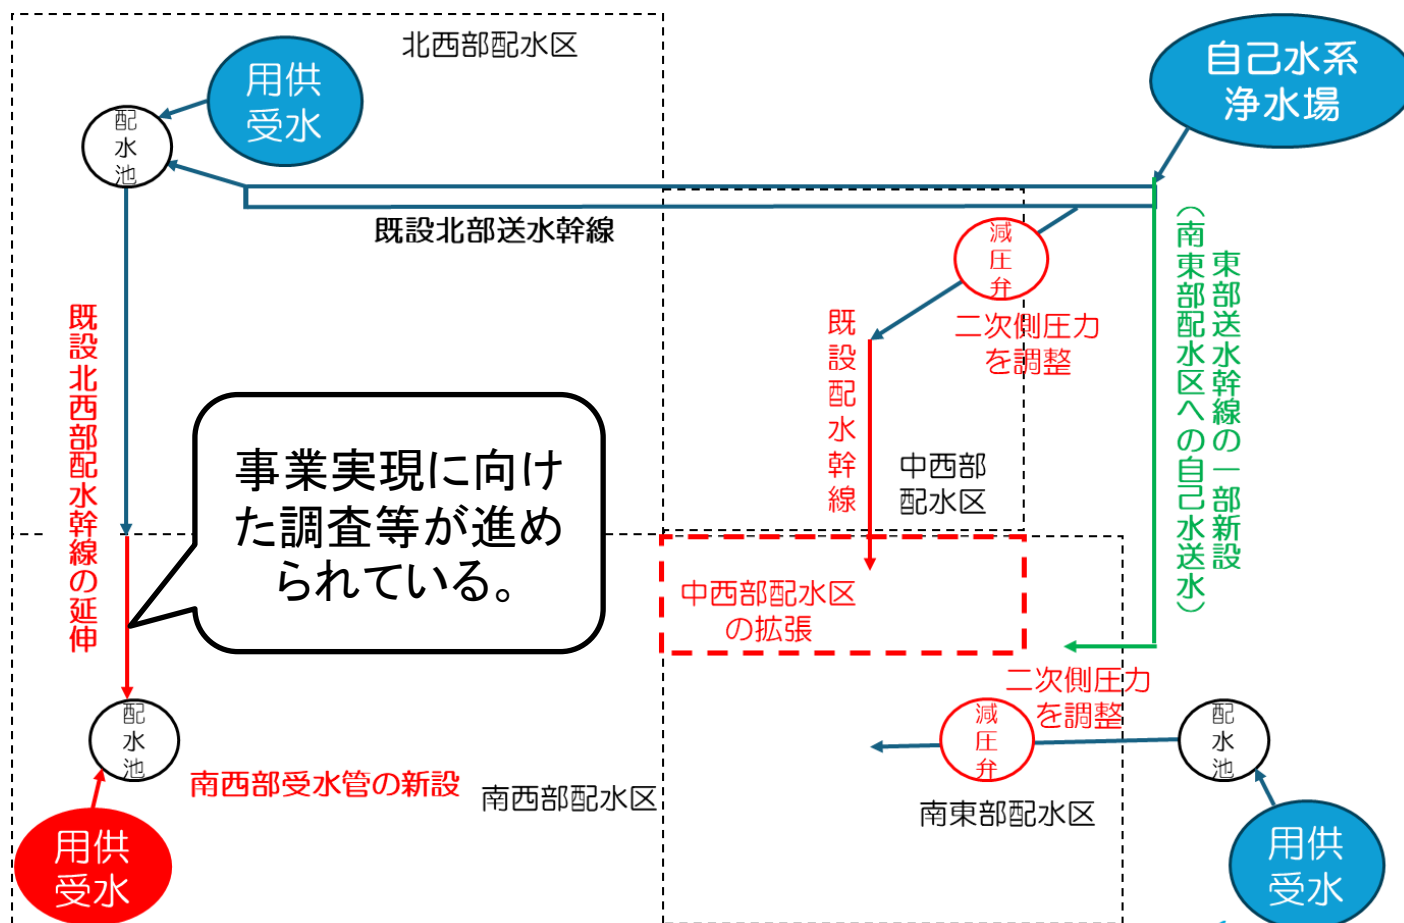 北西部配水区
用供
受水
自己水系
浄水場
配水池
既設北部送水幹線
減圧弁
二次側圧力
を調整
既設配水幹線
中西部
配水区
東部送水幹線の一部新設
（南東部配水区への自己水送水）
既設北西部配水幹線の延伸
事業実現に向け
た調査等が進め
られている。
中西部配水区
の拡張
二次側圧力
を調整
減圧弁
配水池
配水池
南西部受水管の新設
南西部配水区
南東部配水区
用供
受水
用供
受水